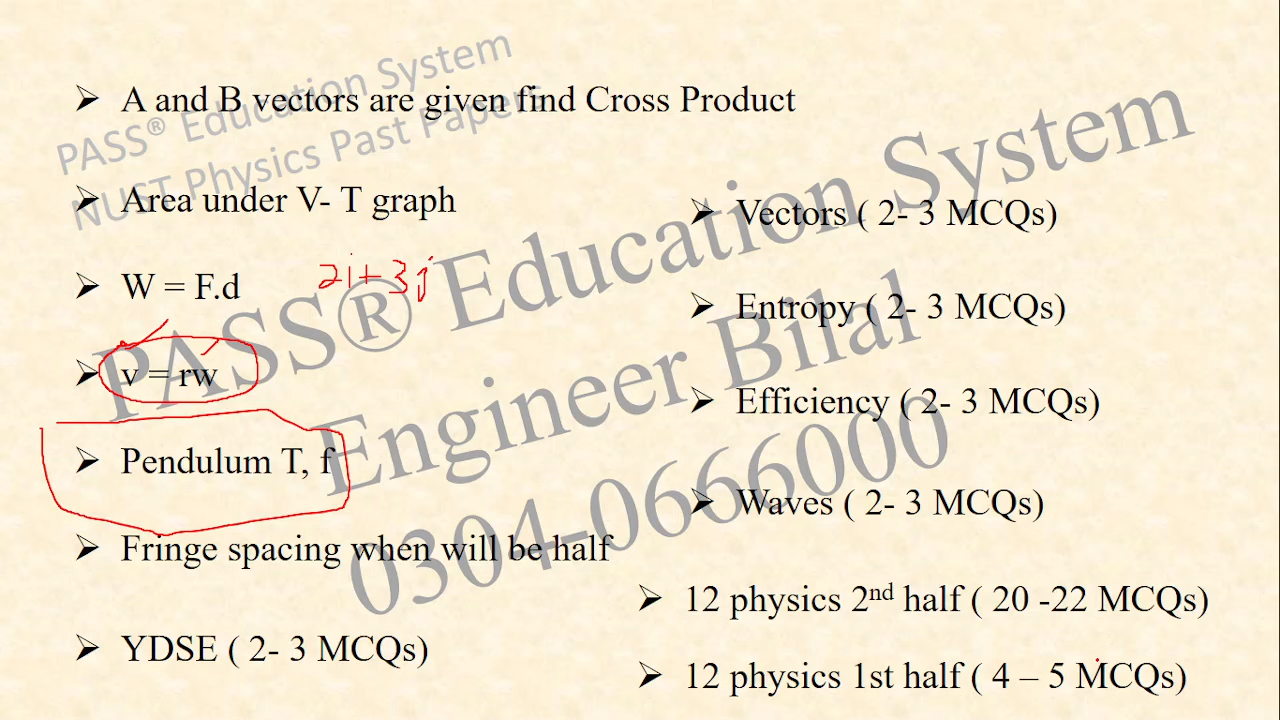 ➢ A and B vectors are given find Cross Product
➢ Area under V- T graph
➢ W = F.d
2i+3j
➢ v = rw
➢ Pendulum T, f
➢ Fringe spacing when will be half
➢ YDSE ( 2- 3 MCQs)
➢ Vectors ( 2- 3 MCQs)
➢ Entropy ( 2- 3 MCQs)
➢ Efficiency ( 2- 3 MCQs)
➢ Waves ( 2- 3 MCQs)
➢ 12 physics 2nd half ( 20 -22 MCQs)
➢ 12 physics 1st half ( 4 – 5 MCQs)
PASS® Education System
NUST Physics Past Papers
PASS® Education System
Engineer Bilal
0304-0666000